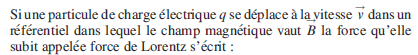 Si une particule de charge électrique q se déplace à la vitesse v⃗ dans un
référentiel dans lequel le champ magnétique vaut B la force qu'elle
subit appelée force de Lorentz s'écrit :